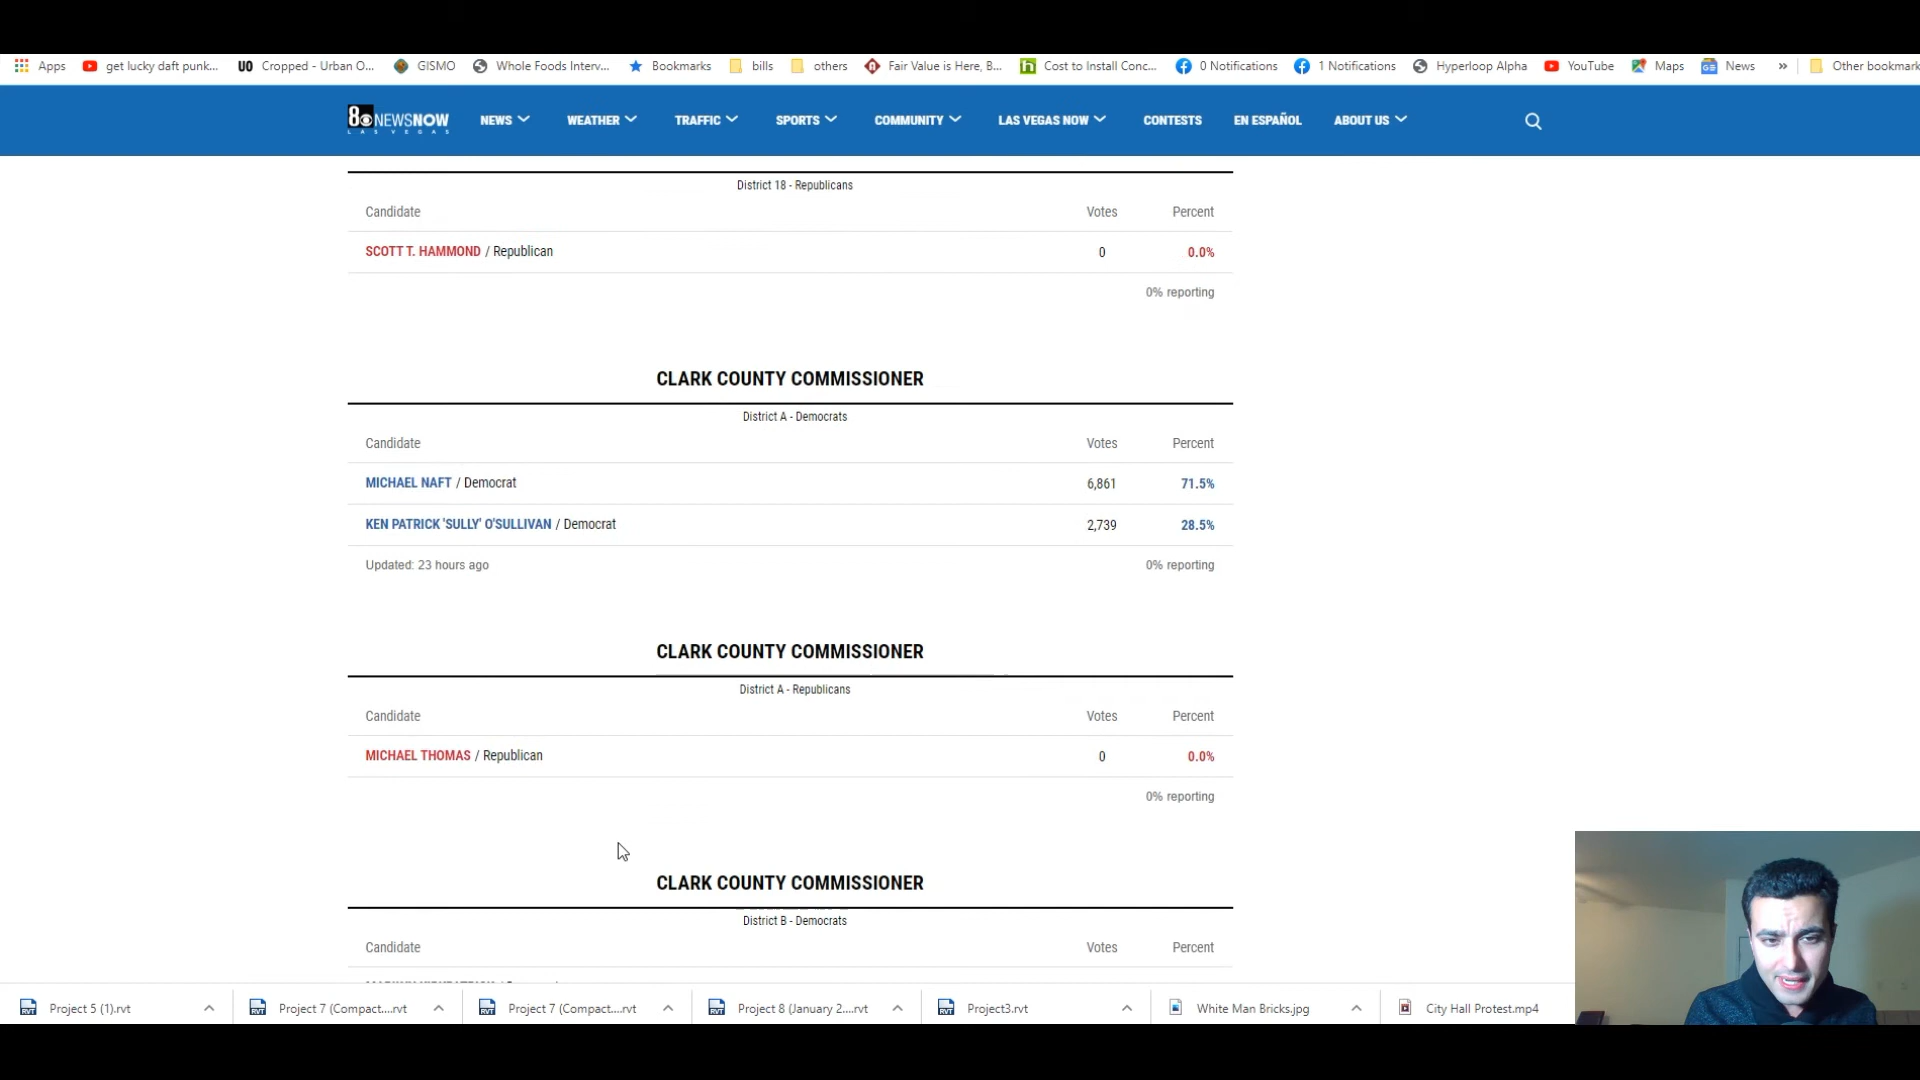 Apps get lucky daft punk... UO Cropped - Urban O... GISMO Whole Foods Interv... Bookmarks bills others Fair Value is Here, B... Cost to Install Conc... 0 Notifications 1 Notifications Hyperloop Alpha YouTube Maps News » Other bookmark
8 NEWSNOW NEWS WEATHER TRAFFIC SPORTS COMMUNITY LAS VEGAS NOW CONTESTS EN ESPAÑOL ABOUT US
LAS VEGAS
District 18 - Republicans
Candidate Votes Percent
SCOTT T. HAMMOND / Republican 0 0.0%
0% reporting
CLARK COUNTY COMMISSIONER
District A - Democrats
Candidate Votes Percent
MICHAEL NAFT / Democrat 6,861 71.5%
KEN PATRICK 'SULLY' O'SULLIVAN / Democrat 2,739 28.5%
Updated: 23 hours ago 0% reporting
CLARK COUNTY COMMISSIONER
District A - Republicans
Candidate Votes Percent
MICHAEL THOMAS / Republican 0 0.0%
0% reporting
CLARK COUNTY COMMISSIONER
District B - Democrats
Candidate Votes Percent
Project 5 (1).rvt Project 7 (Compact....rvt Project 7 (Compact....rvt Project 8 (January 2....rvt Project3.rvt White Man Bricks.jpg City Hall Protest.mp4